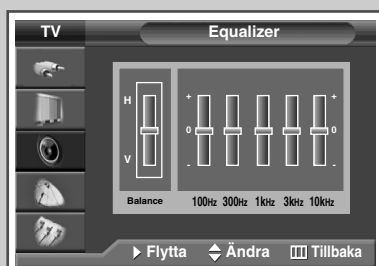 TV
Equalizer
H
V
+
0
-
+
0
-
Balance
100Hz 300Hz 1kHz 3kHz 10kHz
Flytta Ändra Tillbaka